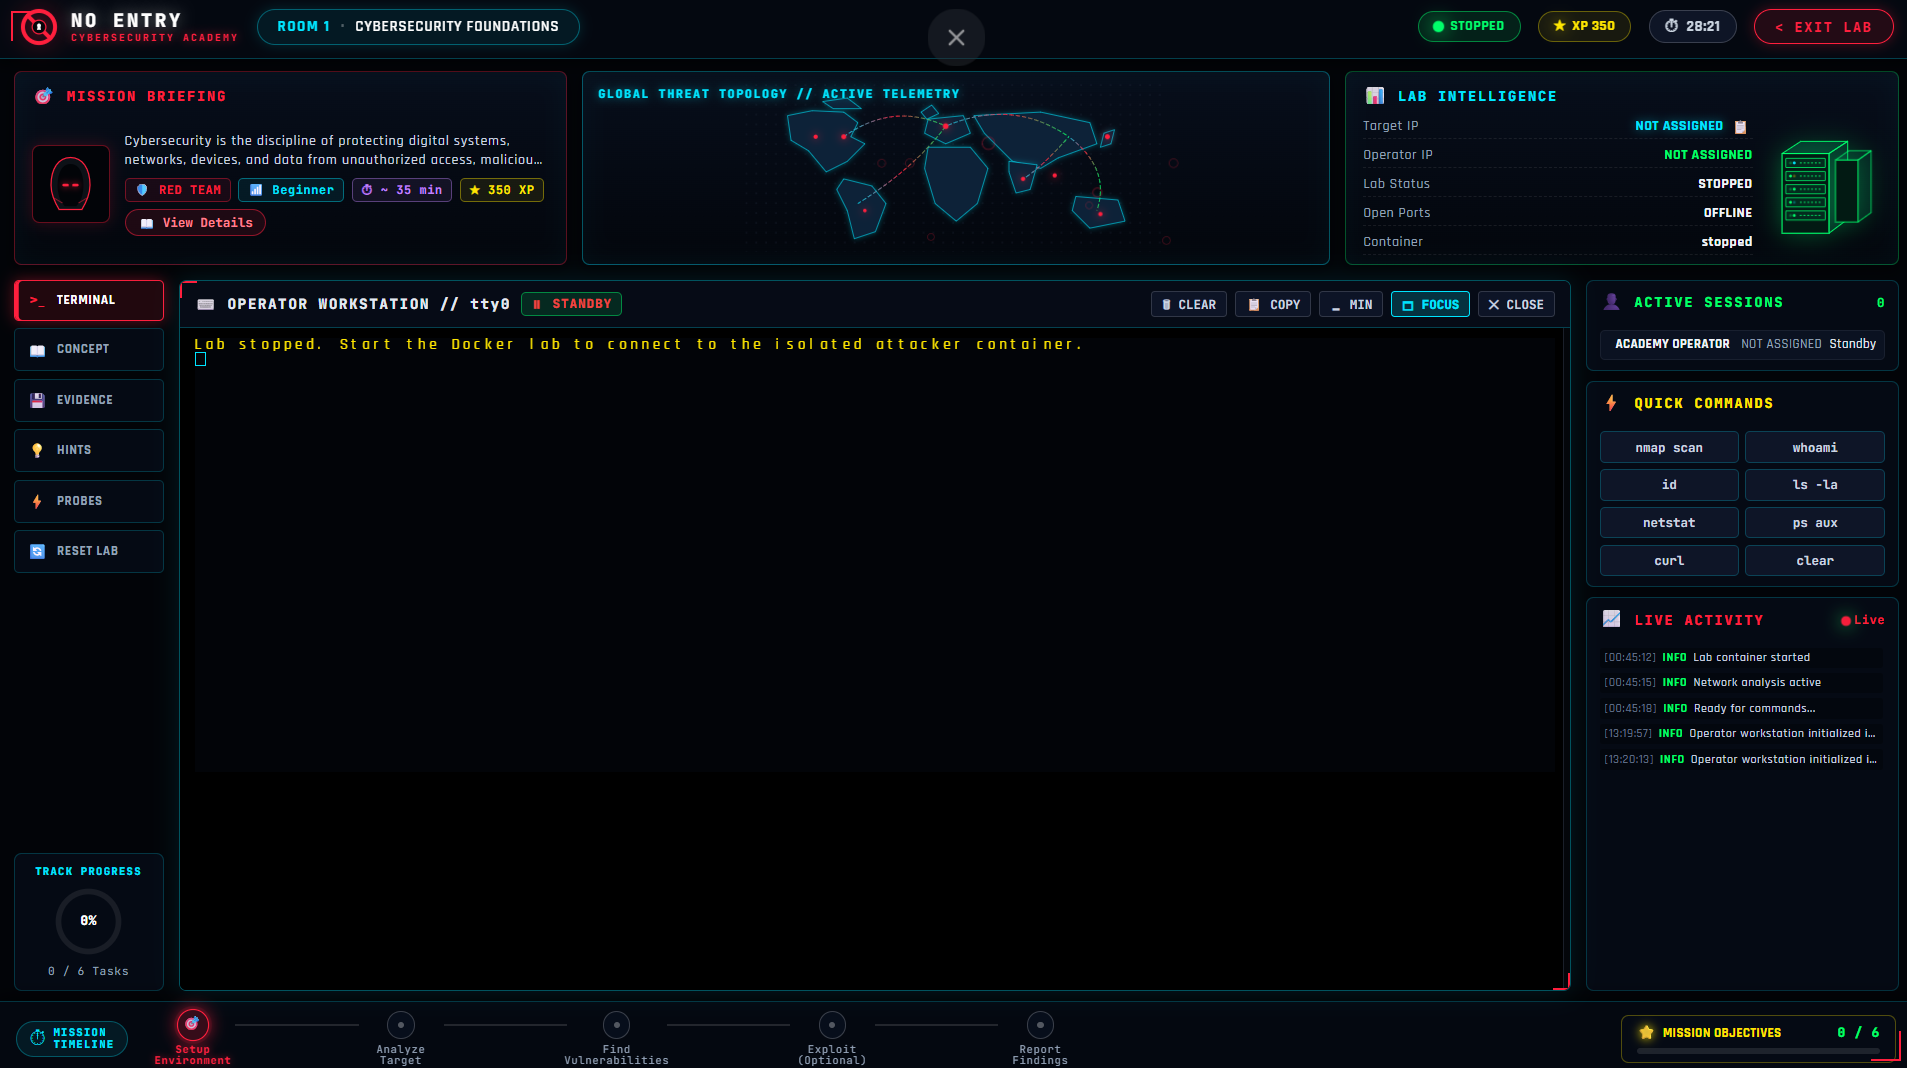 NO ENTRY
CYBERSECURITY ACADEMY
ROOM 1 · CYBERSECURITY FOUNDATIONS
STOPPED
★ XP 350
28:21
< EXIT LAB
MISSION BRIEFING
Cybersecurity is the discipline of protecting digital systems,
networks, devices, and data from unauthorized access, maliciou...
RED TEAM
Beginner
~ 35 min
★ 350 XP
View Details
GLOBAL THREAT TOPOLOGY // ACTIVE TELEMETRY
LAB INTELLIGENCE
Target IP NOT ASSIGNED
Operator IP NOT ASSIGNED
Lab Status STOPPED
Open Ports OFFLINE
Container stopped
>_ TERMINAL
CONCEPT
EVIDENCE
HINTS
PROBES
RESET LAB
TRACK PROGRESS
0%
0 / 6 Tasks
OPERATOR WORKSTATION // tty0
STANDBY
CLEAR
COPY
MIN
FOCUS
CLOSE
Lab stopped. Start the Docker lab to connect to the isolated attacker container.
ACTIVE SESSIONS 0
ACADEMY OPERATOR NOT ASSIGNED Standby
QUICK COMMANDS
nmap scan
whoami
id
ls -la
netstat
ps aux
curl
clear
LIVE ACTIVITY
Live
[00:45:12] INFO Lab container started
[00:45:15] INFO Network analysis active
[00:45:18] INFO Ready for commands...
[13:19:57] INFO Operator workstation initialized i...
[13:20:13] INFO Operator workstation initialized i...
MISSION
TIMELINE
Setup
Environment
Analyze
Target
Find
Vulnerabilities
Exploit
(Optional)
Report
Findings
MISSION OBJECTIVES 0 / 6